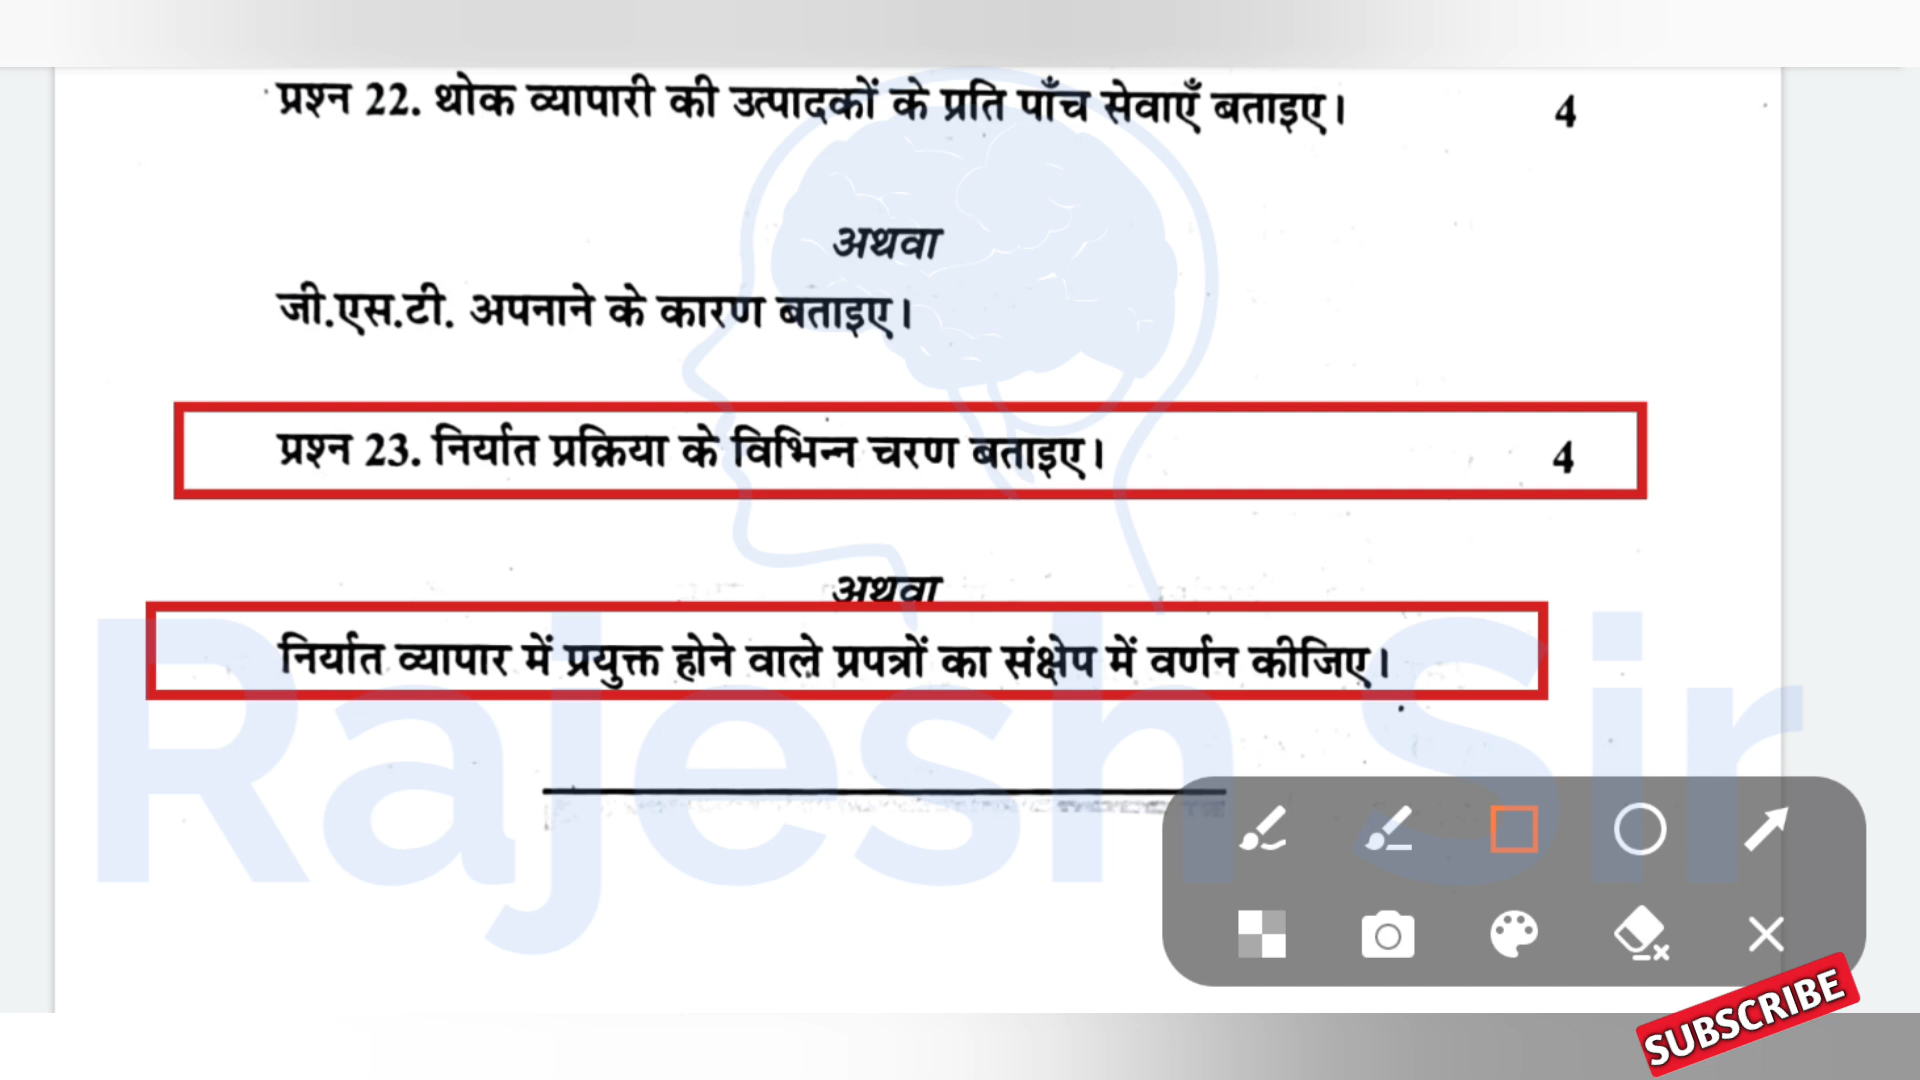 प्रश्न 22. थोक व्यापारी की उत्पादकों के प्रति पाँच सेवाएँ बताइए। 4
अथवा
जी.एस.टी. अपनाने के कारण बताइए।
प्रश्न 23. निर्यात प्रक्रिया के विभिन्न चरण बताइए। 4
अथवा
निर्यात व्यापार में प्रयुक्त होने वाले प्रपत्रों का संक्षेप में वर्णन कीजिए।
Rajesh Sir
SUBSCRIBE